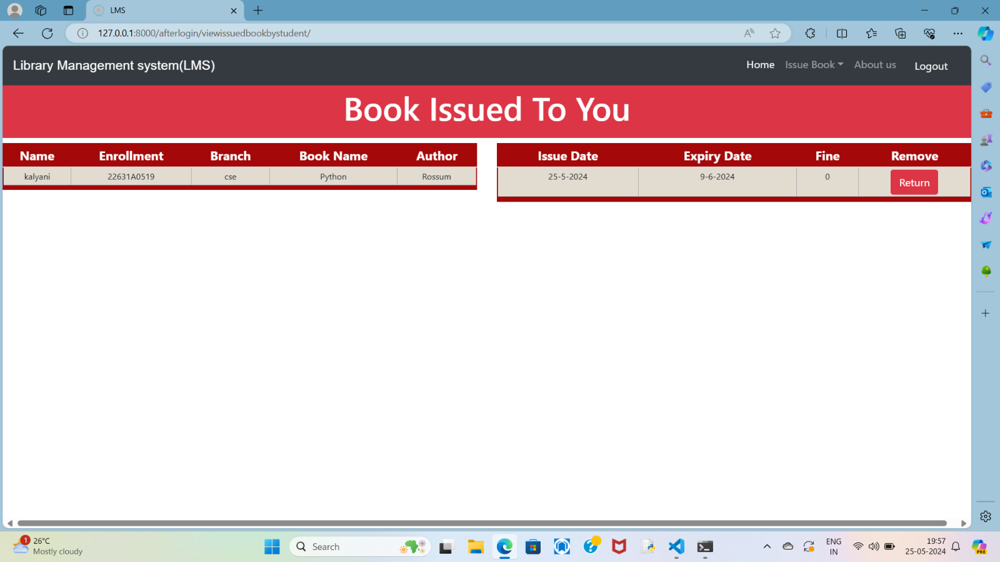 LMS
127.0.0.1:8000/afterlogin/viewissuedbookbystudent/
Library Management system(LMS)
Home Issue Book About us Logout
Book Issued To You
Name Enrollment Branch Book Name Author
kalyani 22631A0519 cse Python Rossum
Issue Date Expiry Date Fine Remove
25-5-2024 9-6-2024 0 Return
1
26°C
Mostly cloudy
Search
ENG
IN
19:57
25-05-2024
PRE